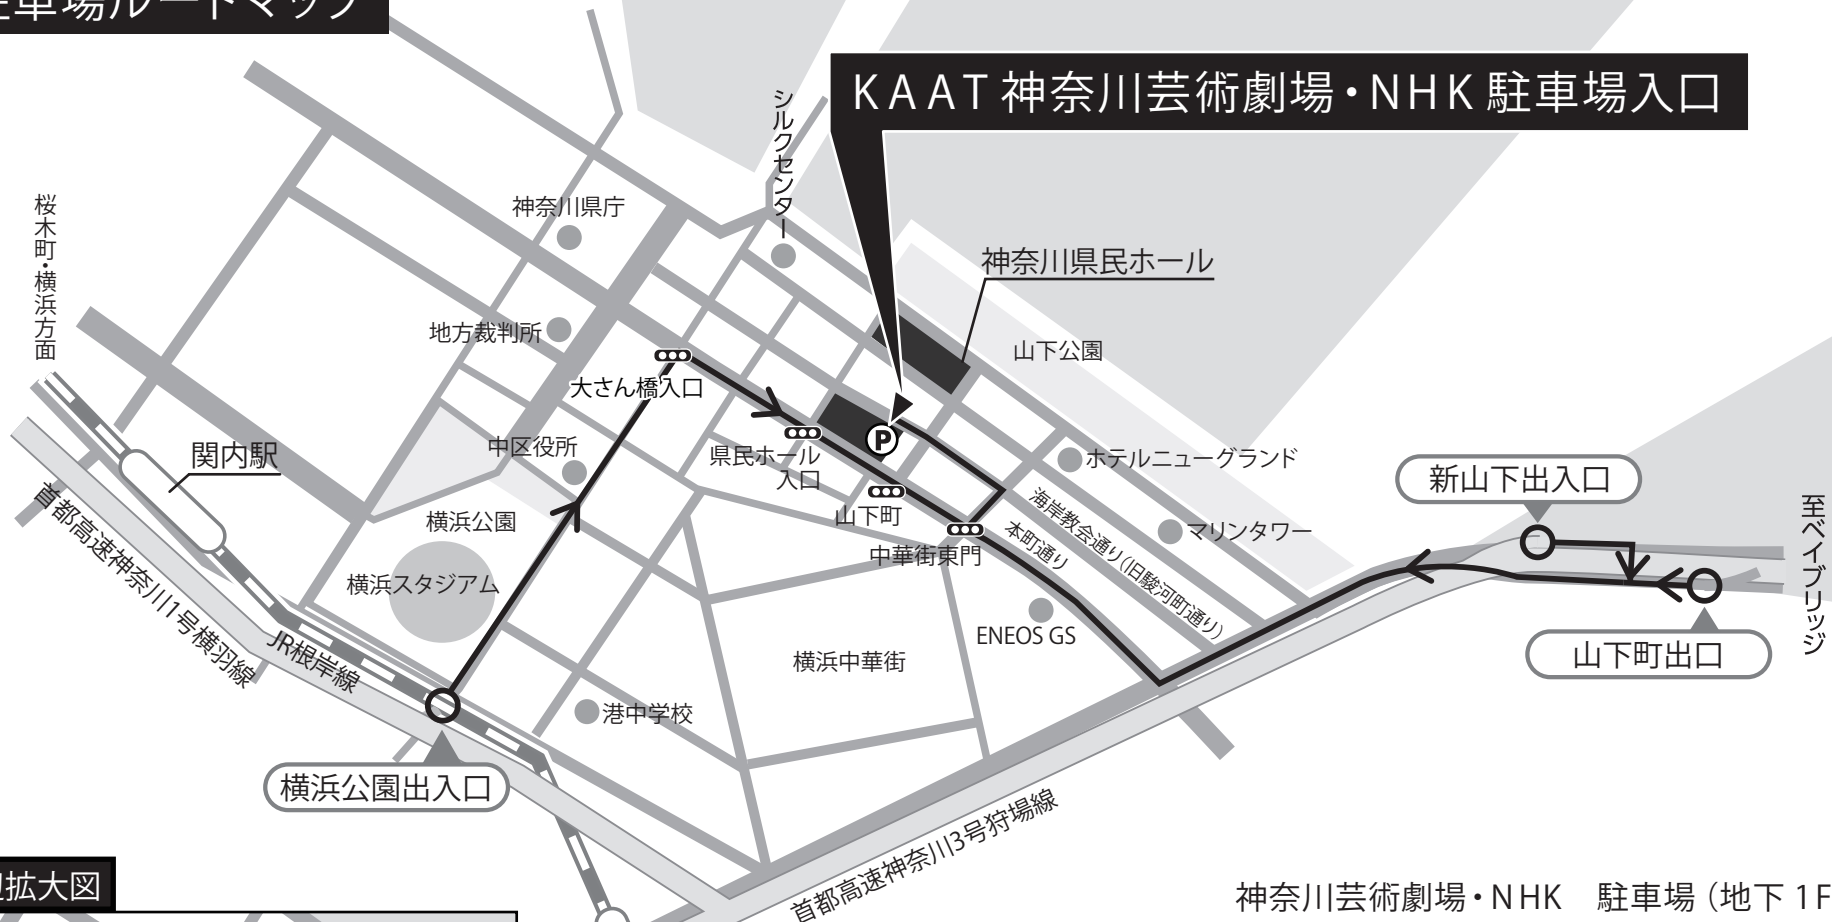 駐車場ルートマップ
KAAT 神奈川芸術劇場・NHK 駐車場入口
シルクセンター
桜木町・横浜方面
神奈川県庁
神奈川県民ホール
地方裁判所
山下公園
大さん橋入口
関内駅
中区役所
県民ホール
入口
ホテルニューグランド
新山下出入口
首都高速神奈川1号横羽線
横浜公園
山下町
海岸教会通り(旧駿河町通り)
本町通り
マリンタワー
至ベイブリッジ
中華街東門
横浜スタジアム
JR根岸線
ENEOS GS
横浜中華街
山下町出口
港中学校
横浜公園出入口
首都高速神奈川3号狩場線
辺拡大図
神奈川芸術劇場・NHK 駐車場(地下1F